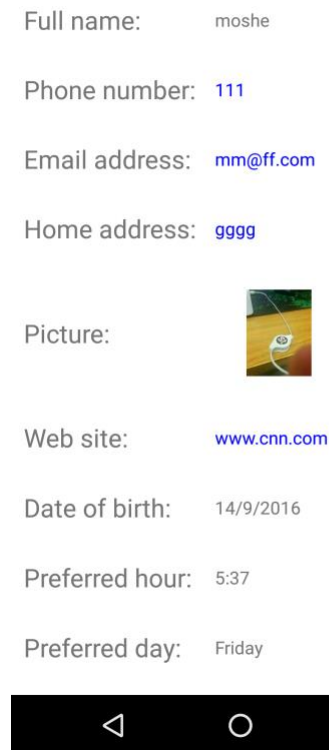 Full name: moshe
Phone number: 111
Email address: mm@ff.com
Home address: gggg
Picture:
Web site: www.cnn.com
Date of birth: 14/9/2016
Preferred hour: 5:37
Preferred day: Friday